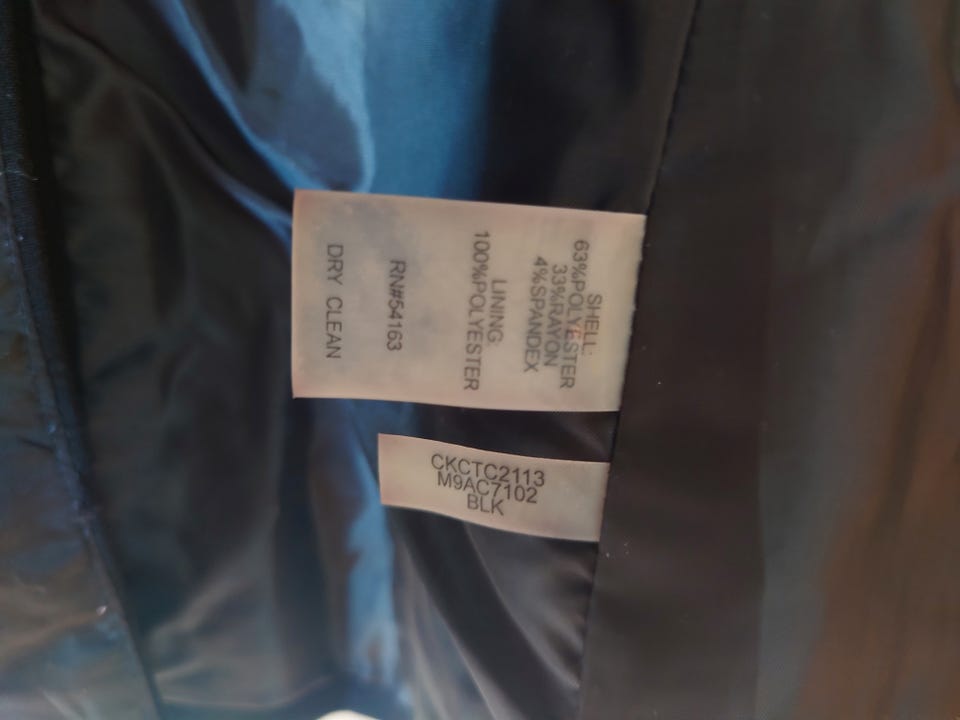 SHELL:
63%POLYESTER
33%RAYON
4%SPANDEX
LINING:
100%POLYESTER
RN#54163
DRY CLEAN
CKCTC2113
M9AC7102
BLK